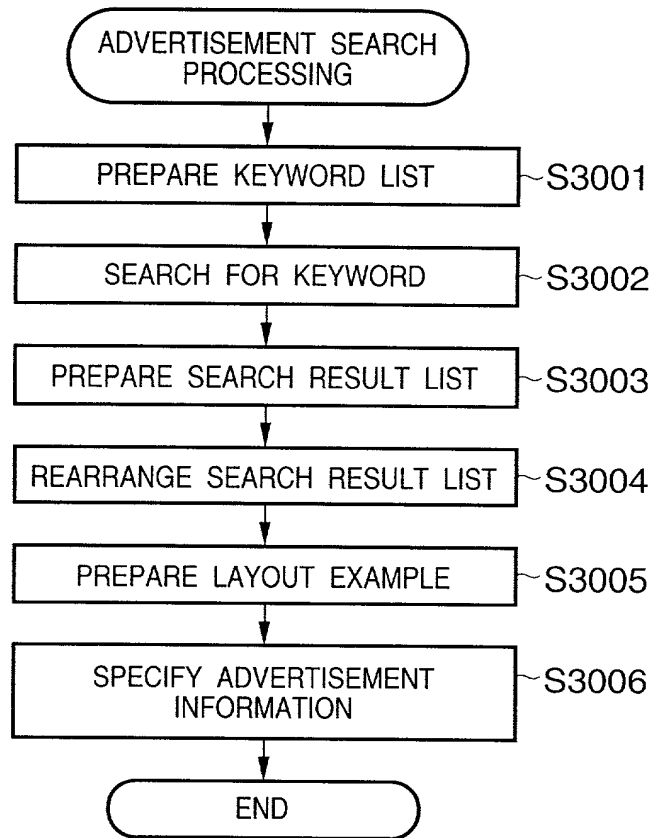 ADVERTISEMENT SEARCH
PROCESSING
PREPARE KEYWORD LIST
S3001
SEARCH FOR KEYWORD
S3002
PREPARE SEARCH RESULT LIST
S3003
REARRANGE SEARCH RESULT LIST
S3004
PREPARE LAYOUT EXAMPLE
S3005
SPECIFY ADVERTISEMENT
INFORMATION
S3006
END